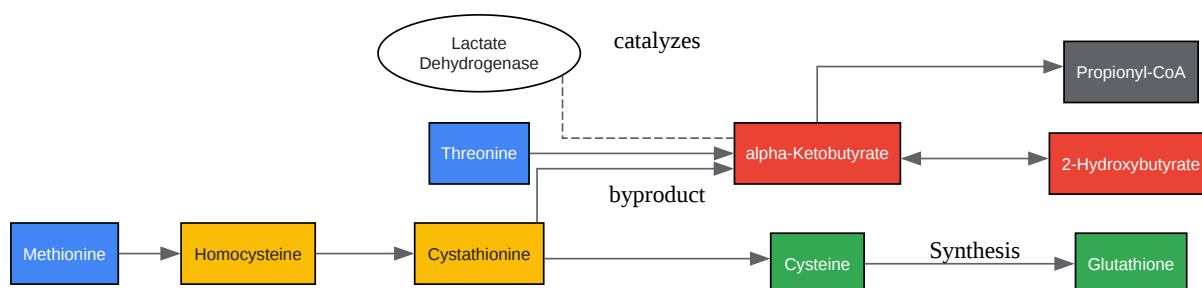 Lactate
Dehydrogenase
catalyzes
Propionyl-CoA
Threonine
alpha-Ketobutyrate
2-Hydroxybutyrate
byproduct
Methionine
Homocysteine
Cystathionine
Cysteine
Synthesis
Glutathione